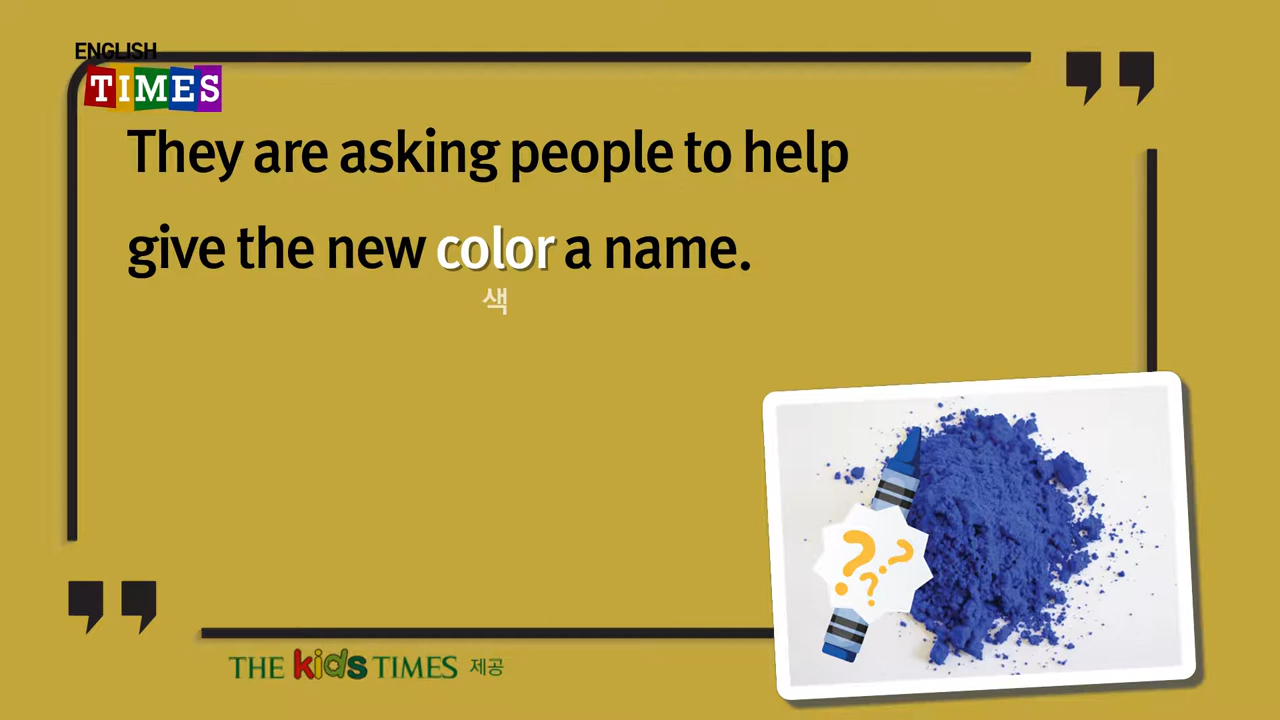 ENGLISH
TIMES
They are asking people to help
give the new color a name.
색
???
THE kids TIMES 제공